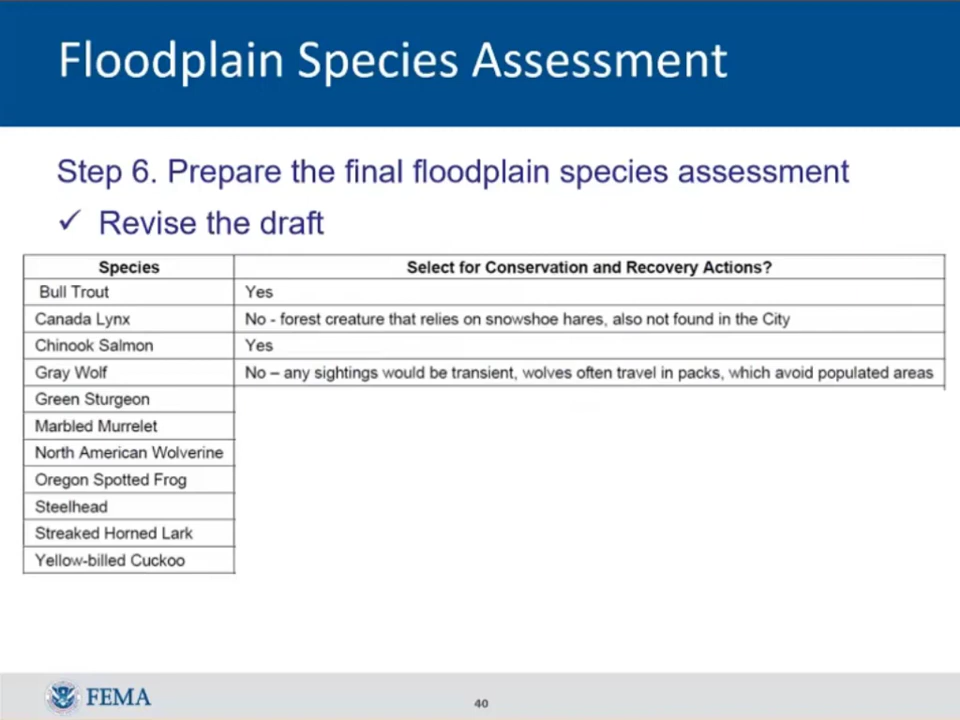 Floodplain Species Assessment
Step 6. Prepare the final floodplain species assessment
✓ Revise the draft
Species Select for Conservation and Recovery Actions?
Bull Trout Yes
Canada Lynx No - forest creature that relies on snowshoe hares, also not found in the City
Chinook Salmon Yes
Gray Wolf No – any sightings would be transient, wolves often travel in packs, which avoid populated areas
Green Sturgeon
Marbled Murrelet
North American Wolverine
Oregon Spotted Frog
Steelhead
Streaked Horned Lark
Yellow-billed Cuckoo
FEMA
40